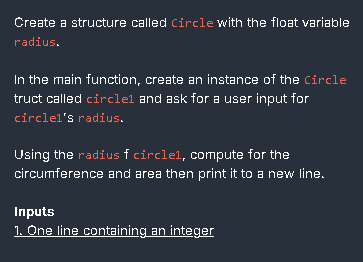 Create a structure called Circle with the float variable
radius.
In the main function, create an instance of the Circle
truct called circle1 and ask for a user input for
circle1's radius.
Using the radius f circle1, compute for the
circumference and area then print it to a new line.
Inputs
1. One line containing an integer